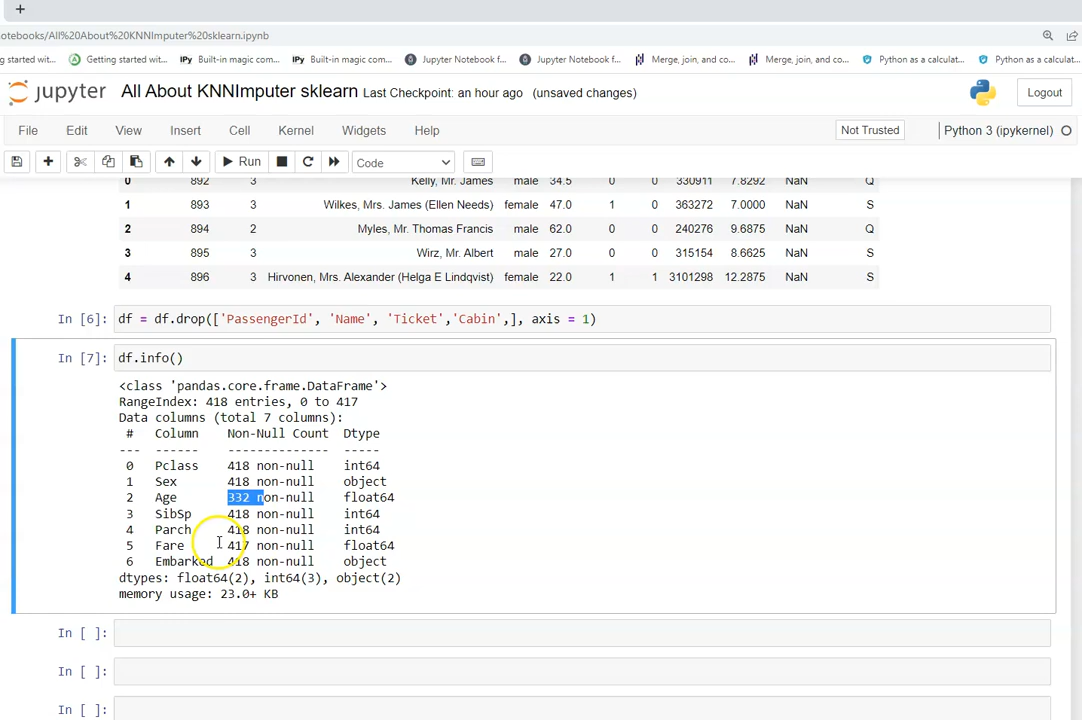 +
otebooks/All%20About%20KNNImputer%20sklearn.ipynb
g started wit... Getting started wit... IPy Built-in magic com... IPy Built-in magic com... Jupyter Notebook f... Jupyter Notebook f... Merge, join, and co... Merge, join, and co... Python as a calculat... Python as a calculat...
jupyter All About KNNImputer sklearn Last Checkpoint: an hour ago (unsaved changes) Logout
File Edit View Insert Cell Kernel Widgets Help Not Trusted Python 3 (ipykernel)
Run Code
0 892 3 Kelly, Mr. James male 34.5 0 0 330911 7.8292 NaN Q
1 893 3 Wilkes, Mrs. James (Ellen Needs) female 47.0 1 0 363272 7.0000 NaN S
2 894 2 Myles, Mr. Thomas Francis male 62.0 0 0 240276 9.6875 NaN Q
3 895 3 Wirz, Mr. Albert male 27.0 0 0 315154 8.6625 NaN S
4 896 3 Hirvonen, Mrs. Alexander (Helga E Lindqvist) female 22.0 1 1 3101298 12.2875 NaN S
In [6]: df = df.drop(['PassengerId', 'Name', 'Ticket','Cabin',], axis = 1)
In [7]: df.info()
<class 'pandas.core.frame.DataFrame'>
RangeIndex: 418 entries, 0 to 417
Data columns (total 7 columns):
# Column Non-Null Count Dtype
--- ------ -------------- -----
0 Pclass 418 non-null int64
1 Sex 418 non-null object
2 Age 332 non-null float64
3 SibSp 418 non-null int64
4 Parch 418 non-null int64
5 Fare 417 non-null float64
6 Embarked 418 non-null object
dtypes: float64(2), int64(3), object(2)
memory usage: 23.0+ KB
In [ ]:
In [ ]:
In [ ]: